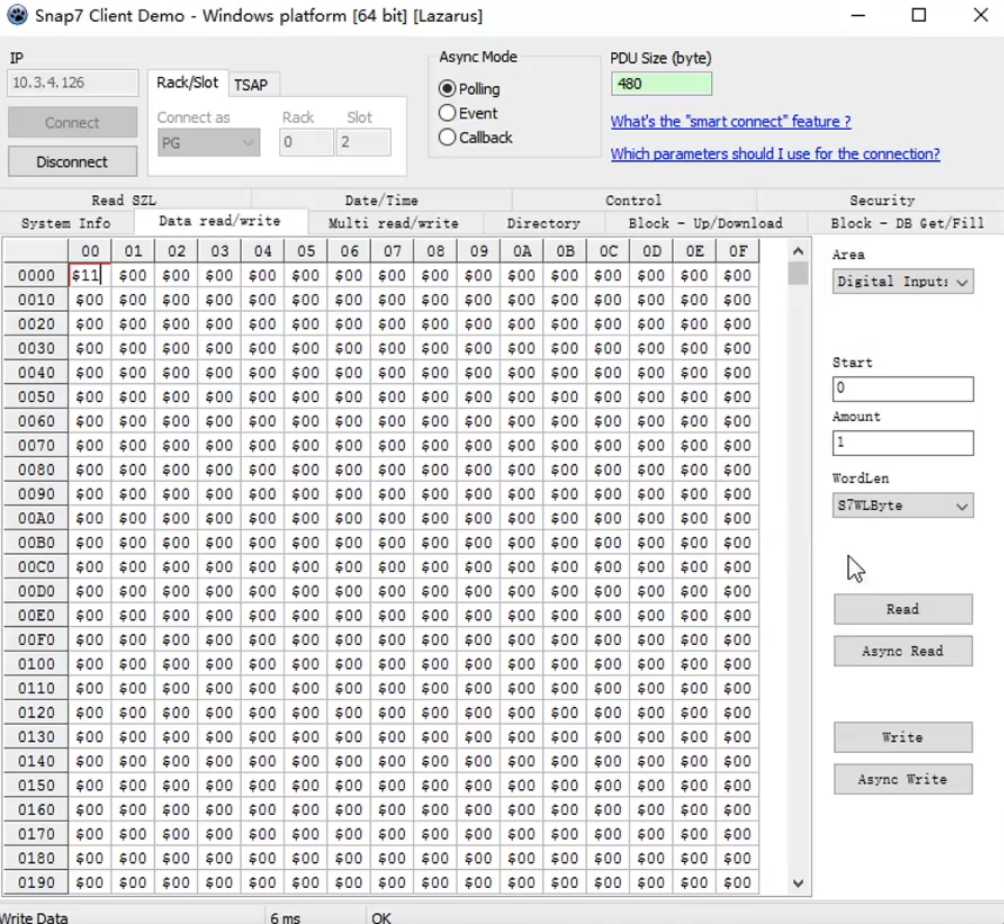 Snap7 Client Demo - Windows platform [64 bit] [Lazarus]
IP
10.3.4.126
Connect
Disconnect
Rack/Slot TSAP
Connect as Rack Slot
PG 0 2
Async Mode
Polling
Event
Callback
PDU Size (byte)
480
What's the "smart connect" feature ?
Which parameters should I use for the connection?
Read SZL Date/Time Control Security
System Info Data read/write Multi read/write Directory Block - Up/Download Block - DB Get/Fill
00 01 02 03 04 05 06 07 08 09 0A 0B 0C 0D 0E 0F
0000 $11 $00 $00 $00 $00 $00 $00 $00 $00 $00 $00 $00 $00 $00 $00 $00
0010 $00 $00 $00 $00 $00 $00 $00 $00 $00 $00 $00 $00 $00 $00 $00 $00
0020 $00 $00 $00 $00 $00 $00 $00 $00 $00 $00 $00 $00 $00 $00 $00 $00
0030 $00 $00 $00 $00 $00 $00 $00 $00 $00 $00 $00 $00 $00 $00 $00 $00
0040 $00 $00 $00 $00 $00 $00 $00 $00 $00 $00 $00 $00 $00 $00 $00 $00
0050 $00 $00 $00 $00 $00 $00 $00 $00 $00 $00 $00 $00 $00 $00 $00 $00
0060 $00 $00 $00 $00 $00 $00 $00 $00 $00 $00 $00 $00 $00 $00 $00 $00
0070 $00 $00 $00 $00 $00 $00 $00 $00 $00 $00 $00 $00 $00 $00 $00 $00
0080 $00 $00 $00 $00 $00 $00 $00 $00 $00 $00 $00 $00 $00 $00 $00 $00
0090 $00 $00 $00 $00 $00 $00 $00 $00 $00 $00 $00 $00 $00 $00 $00 $00
00A0 $00 $00 $00 $00 $00 $00 $00 $00 $00 $00 $00 $00 $00 $00 $00 $00
00B0 $00 $00 $00 $00 $00 $00 $00 $00 $00 $00 $00 $00 $00 $00 $00 $00
00C0 $00 $00 $00 $00 $00 $00 $00 $00 $00 $00 $00 $00 $00 $00 $00 $00
00D0 $00 $00 $00 $00 $00 $00 $00 $00 $00 $00 $00 $00 $00 $00 $00 $00
00E0 $00 $00 $00 $00 $00 $00 $00 $00 $00 $00 $00 $00 $00 $00 $00 $00
00F0 $00 $00 $00 $00 $00 $00 $00 $00 $00 $00 $00 $00 $00 $00 $00 $00
0100 $00 $00 $00 $00 $00 $00 $00 $00 $00 $00 $00 $00 $00 $00 $00 $00
0110 $00 $00 $00 $00 $00 $00 $00 $00 $00 $00 $00 $00 $00 $00 $00 $00
0120 $00 $00 $00 $00 $00 $00 $00 $00 $00 $00 $00 $00 $00 $00 $00 $00
0130 $00 $00 $00 $00 $00 $00 $00 $00 $00 $00 $00 $00 $00 $00 $00 $00
0140 $00 $00 $00 $00 $00 $00 $00 $00 $00 $00 $00 $00 $00 $00 $00 $00
0150 $00 $00 $00 $00 $00 $00 $00 $00 $00 $00 $00 $00 $00 $00 $00 $00
0160 $00 $00 $00 $00 $00 $00 $00 $00 $00 $00 $00 $00 $00 $00 $00 $00
0170 $00 $00 $00 $00 $00 $00 $00 $00 $00 $00 $00 $00 $00 $00 $00 $00
0180 $00 $00 $00 $00 $00 $00 $00 $00 $00 $00 $00 $00 $00 $00 $00 $00
0190 $00 $00 $00 $00 $00 $00 $00 $00 $00 $00 $00 $00 $00 $00 $00 $00
Area
Digital Input:
Start
0
Amount
1
WordLen
S7WLByte
Read
Async Read
Write
Async Write
Write Data 6 ms OK